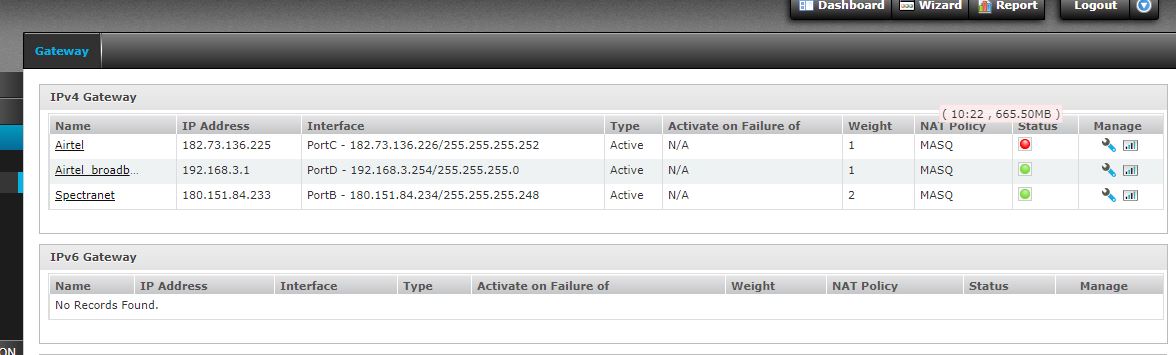 Dashboard Wizard Report Logout
Gateway
IPv4 Gateway
( 10:22 , 665.50MB )
Name IP Address Interface Type Activate on Failure of Weight NAT Policy Status Manage
Airtel 182.73.136.225 PortC - 182.73.136.226/255.255.255.252 Active N/A 1 MASQ
Airtel_broadb... 192.168.3.1 PortD - 192.168.3.254/255.255.255.0 Active N/A 1 MASQ
Spectranet 180.151.84.233 PortB - 180.151.84.234/255.255.255.248 Active N/A 2 MASQ
IPv6 Gateway
Name IP Address Interface Type Activate on Failure of Weight NAT Policy Status Manage
No Records Found.
ON